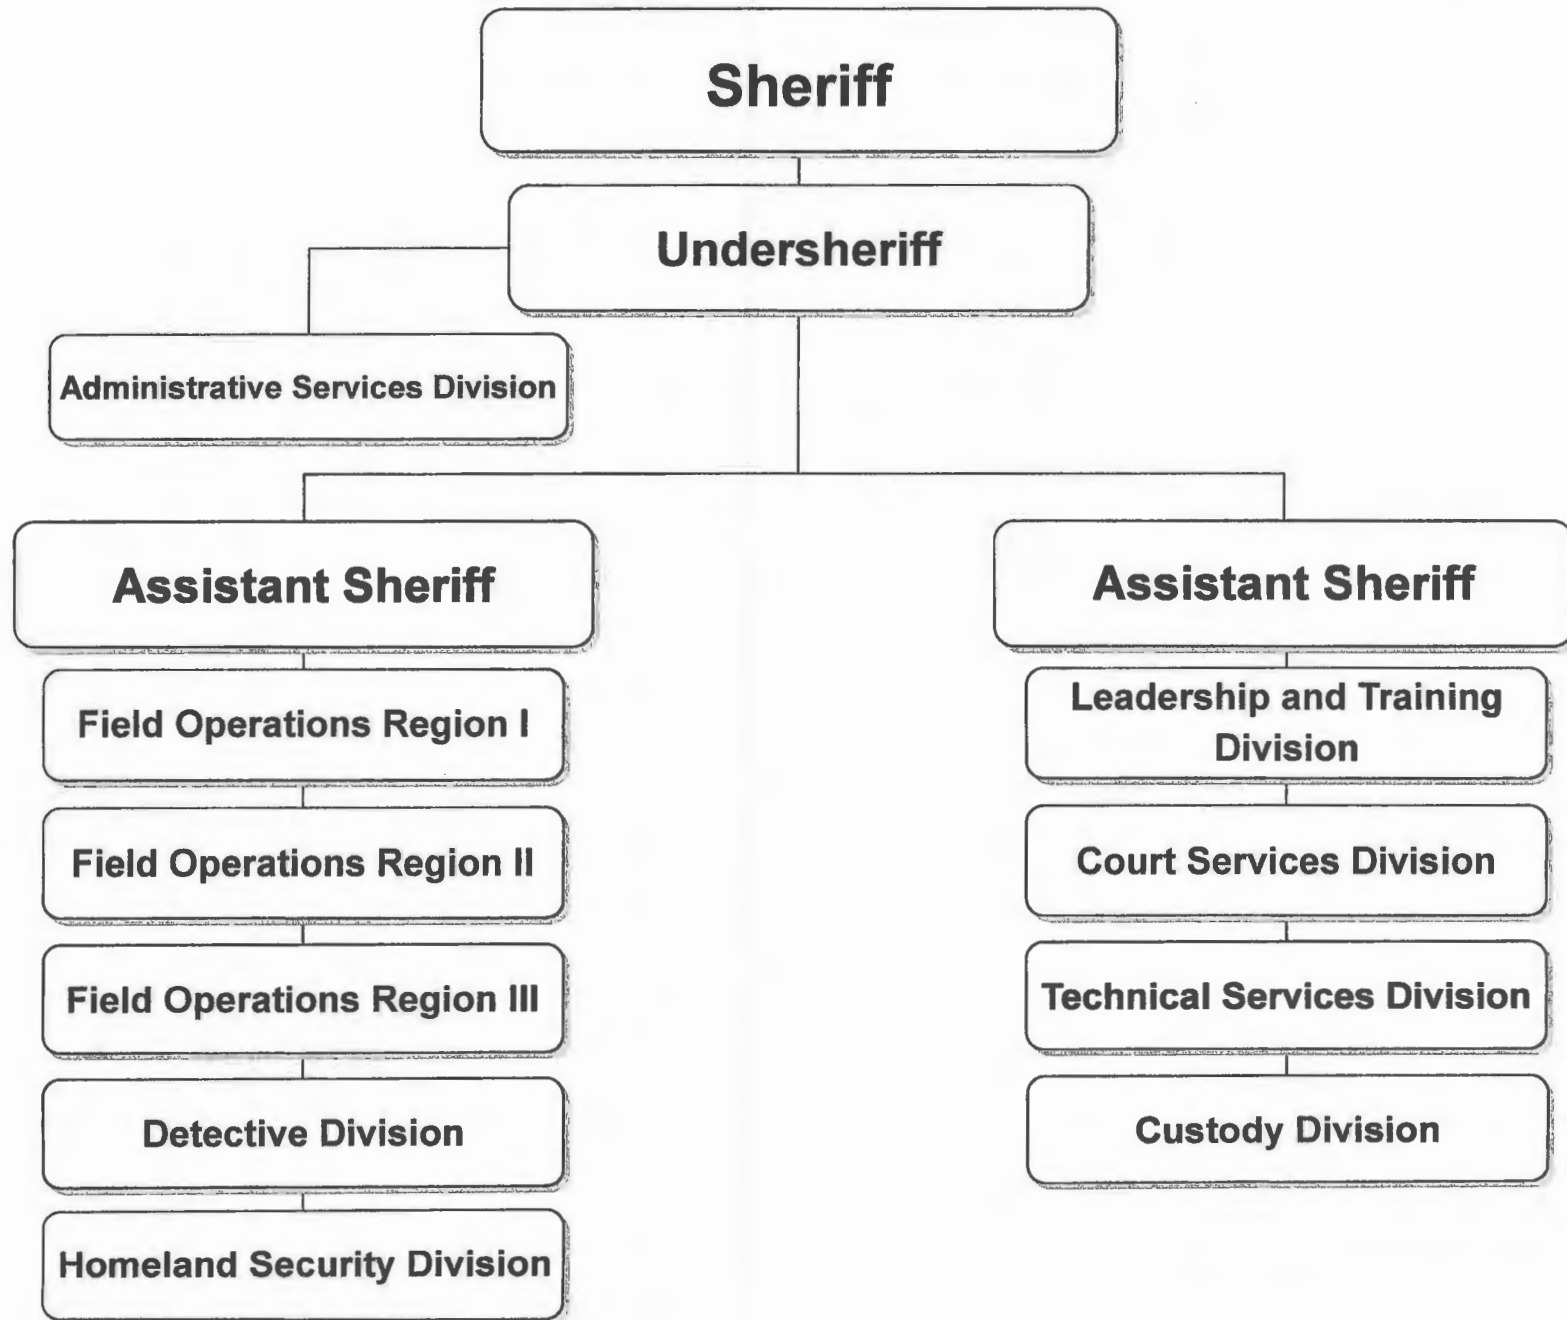 Sheriff
Undersheriff
Administrative Services Division
Assistant Sheriff
Field Operations Region I
Field Operations Region II
Field Operations Region III
Detective Division
Homeland Security Division
Assistant Sheriff
Leadership and Training
Division
Court Services Division
Technical Services Division
Custody Division